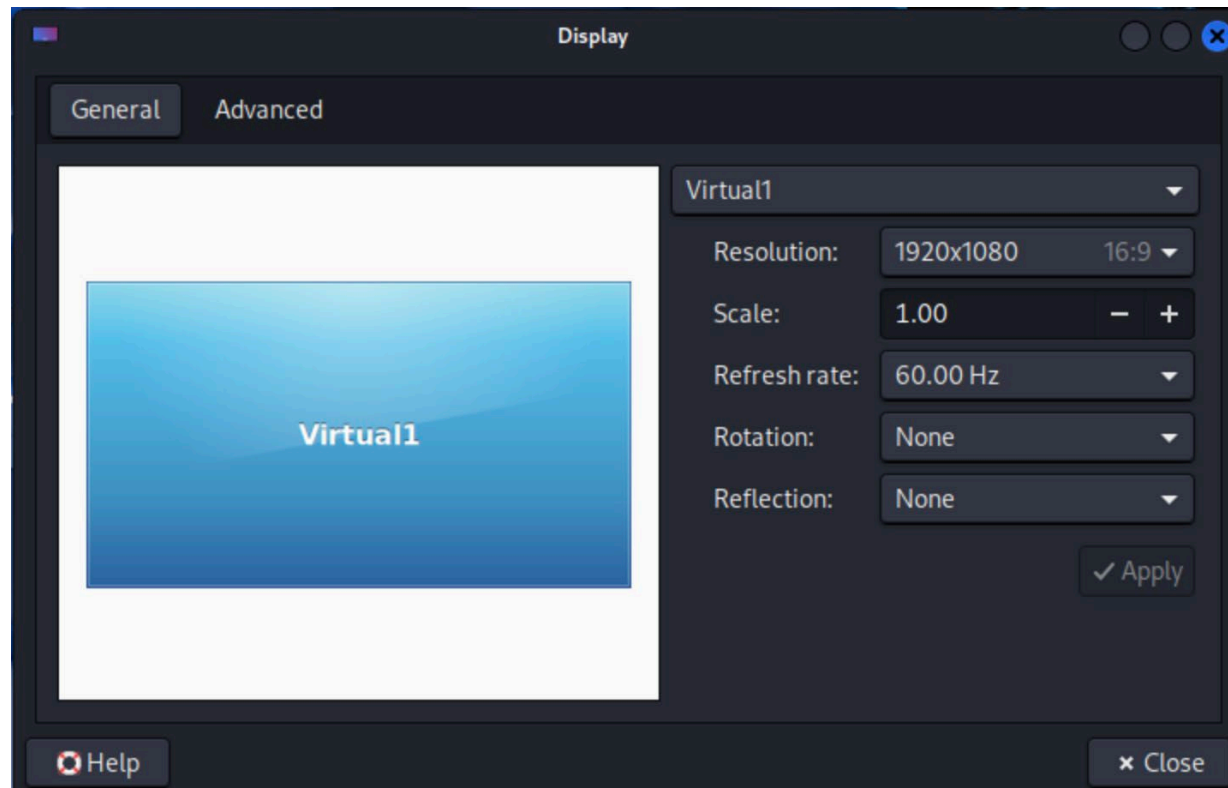 Display
General Advanced
Virtual1
Virtual1
Resolution: 1920x1080 16:9
Scale: 1.00 − +
Refresh rate: 60.00 Hz
Rotation: None
Reflection: None
Apply
Help Close